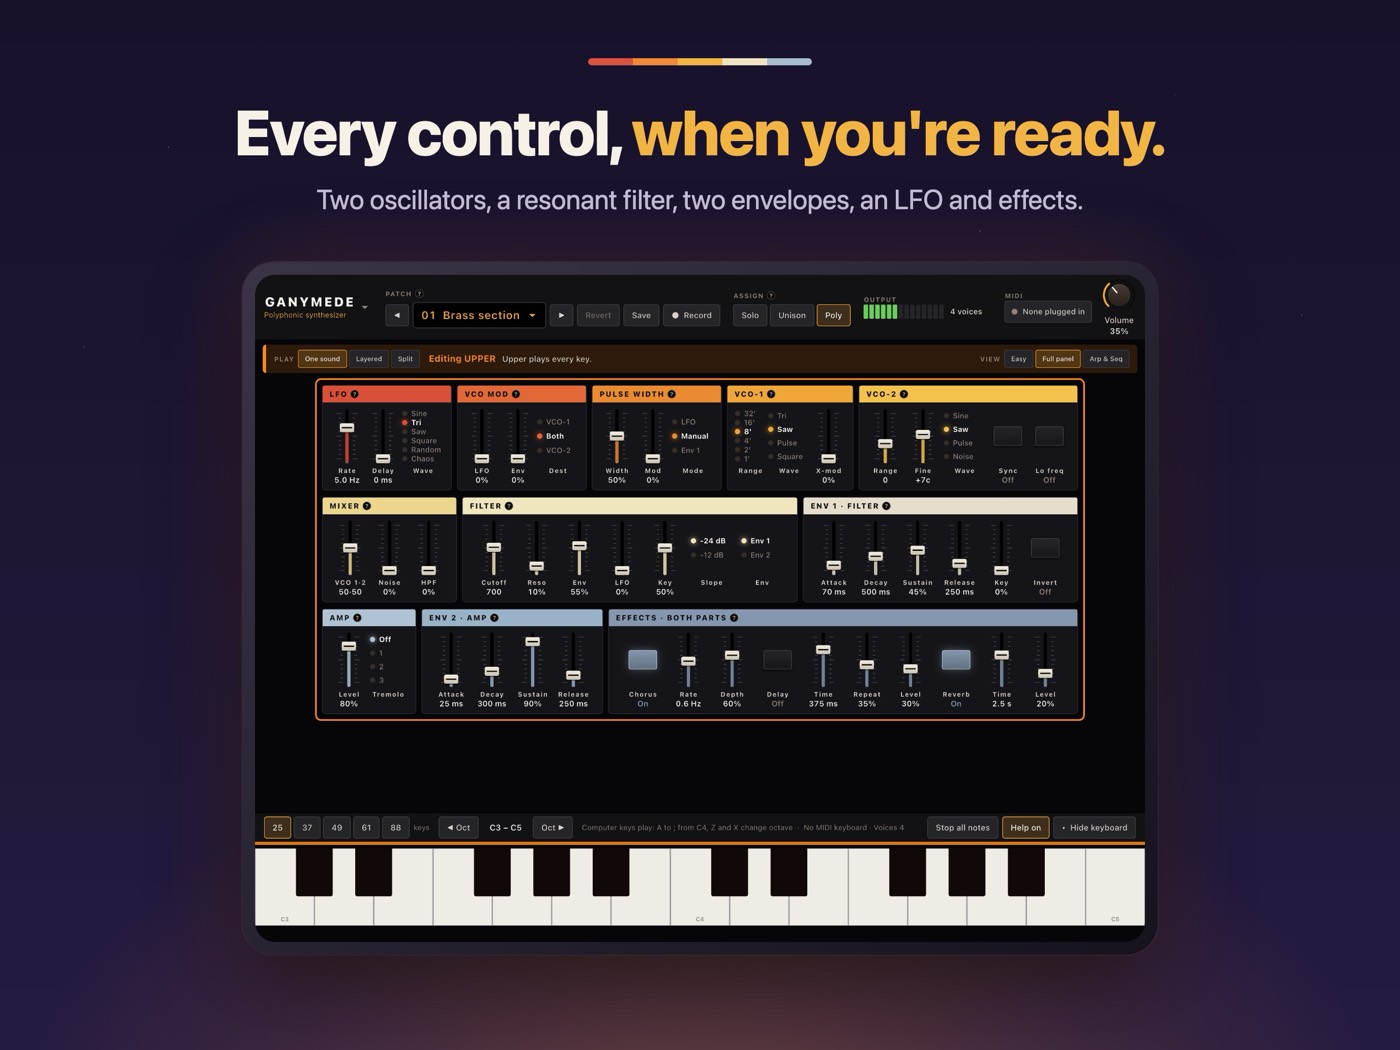 Every control, when you're ready.
Two oscillators, a resonant filter, two envelopes, an LFO and effects.
GANYMEDE
Polyphonic synthesizer
PATCH ?
◀ 01 Brass section ▶ Revert Save Record
ASSIGN ?
Solo Unison Poly
OUTPUT
4 voices
MIDI
None plugged in
Volume
35%
PLAY One sound Layered Split Editing UPPER Upper plays every key.
VIEW Easy Full panel Arp & Seq
LFO ?
Sine
Tri
Saw
Square
Random
Chaos
Rate Delay Wave
5.0 Hz 0 ms
VCO MOD ?
VCO-1
Both
VCO-2
LFO Env Dest
0% 0%
PULSE WIDTH ?
LFO
Manual
Env 1
Width Mod Mode
50% 0%
VCO-1 ?
32'
16'
8'
4'
2'
1'
Tri
Saw
Pulse
Square
Range Wave X-mod
0%
VCO-2 ?
Sine
Saw
Pulse
Noise
Range Fine Wave Sync Lo freq
0 +7c Off Off
MIXER ?
VCO 1·2 Noise HPF
50·50 0% 0%
FILTER ?
-24 dB
-12 dB
Env 1
Env 2
Cutoff Reso Env LFO Key Slope Env
700 10% 55% 0% 50%
ENV 1 · FILTER ?
Attack Decay Sustain Release Key Invert
70 ms 500 ms 45% 250 ms 0% Off
AMP ?
Off
1
2
3
Level Tremolo
80%
ENV 2 · AMP ?
Attack Decay Sustain Release
25 ms 300 ms 90% 250 ms
EFFECTS · BOTH PARTS ?
Chorus Rate Depth Delay Time Repeat Level Reverb Time Level
On 0.6 Hz 60% Off 375 ms 35% 30% On 2.5 s 20%
25 37 49 61 88 keys ◀ Oct C3 – C5 Oct ▶ Computer keys play: A to ; from C4, Z and X change octave · No MIDI keyboard · Voices 4 Stop all notes Help on • Hide keyboard
C3 C4 C5